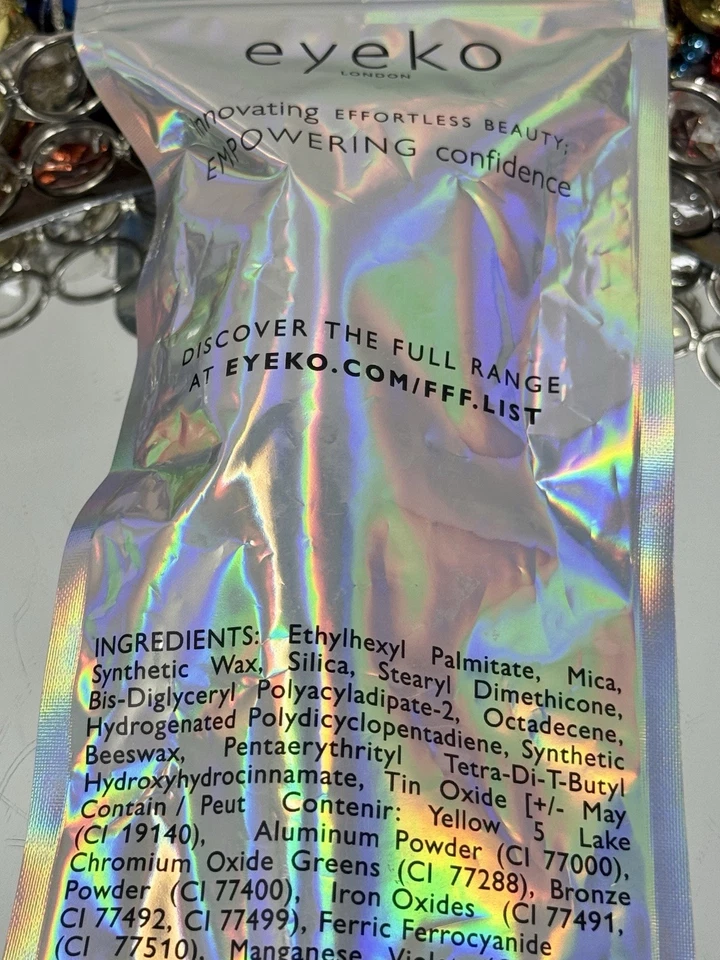 eyeko
LONDON
innovating EFFORTLESS BEAUTY;
EMPOWERING confidence
DISCOVER THE FULL RANGE
AT EYEKO.COM/FFF.LIST
INGREDIENTS: Ethylhexyl Palmitate, Mica,
Synthetic Wax, Silica, Stearyl Dimethicone,
Bis-Diglyceryl Polyacyladipate-2, Octadecene,
Hydrogenated Polydicyclopentadiene, Synthetic
Beeswax, Pentaerythrityl Tetra-Di-T-Butyl
Hydroxyhydrocinnamate, Tin Oxide [+/- May
Contain / Peut Contenir: Yellow 5 Lake
(CI 19140), Aluminum Powder (CI 77000),
Chromium Oxide Greens (CI 77288), Bronze
Powder (CI 77400), Iron Oxides (CI 77491,
CI 77492, CI 77499), Ferric Ferrocyanide
(CI 77510), Manganese